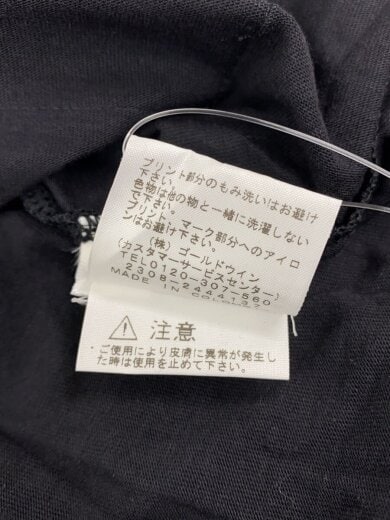 プリント部分のもみ洗いはお避け
下さい。
色物は他の物と一緒に洗濯しない
で下さい。
プリント、マーク部分へのアイロ
ンはお避け下さい。
(株)ゴールドウイン
(カスタマーサービスセンター)
TEL0120-307-560
MADE IN
⚠ 注意
・ご使用により皮膚に異常が発生し
た時は使用を止めて下さい。